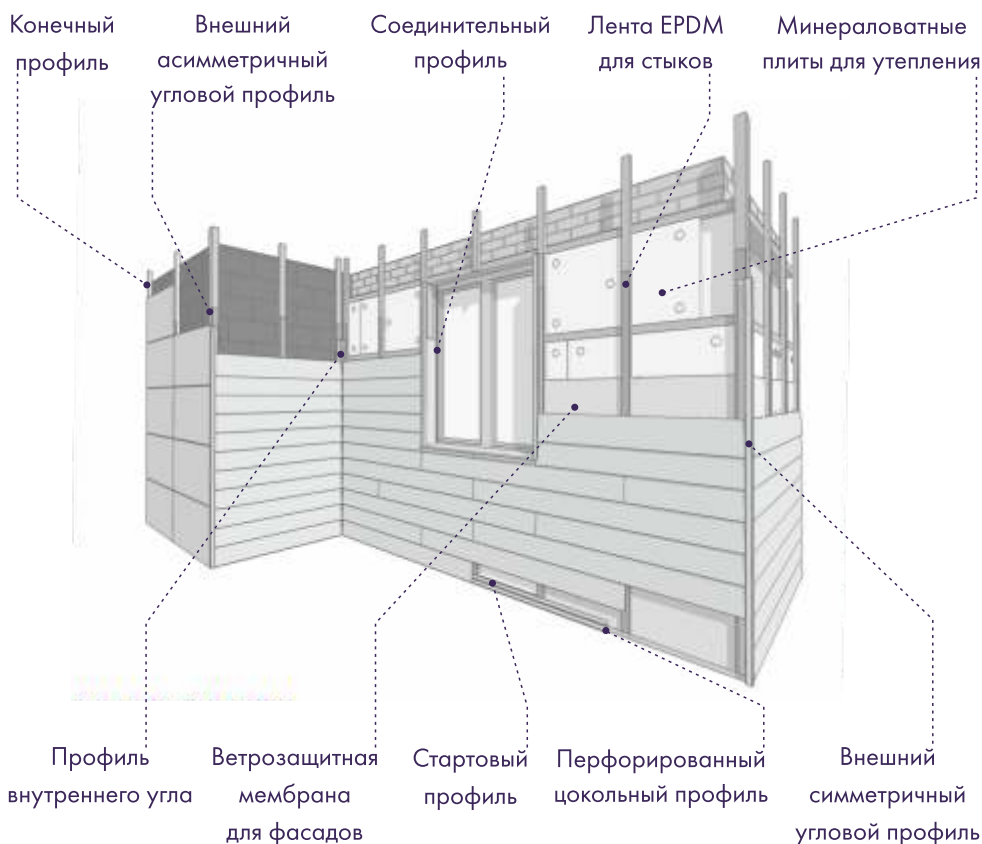 Конечный
профиль
Внешний
асимметричный
угловой профиль
Соединительный
профиль
Лента EPDM
для стыков
Минераловатные
плиты для утепления
Профиль
внутреннего угла
Ветрозащитная
мембрана
для фасадов
Стартовый
профиль
Перфорированный
цокольный профиль
Внешний
симметричный
угловой профиль